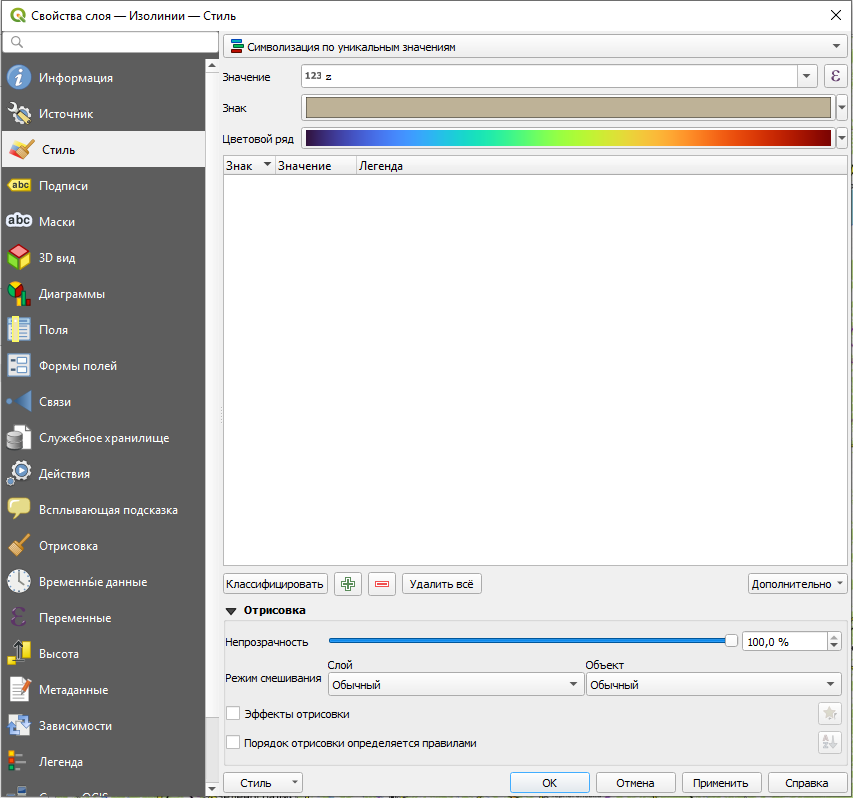 Свойства слоя — Изолинии — Стиль
Информация
Источник
Стиль
abc Подписи
abc Маски
3D вид
Диаграммы
Поля
Формы полей
Связи
Служебное хранилище
Действия
Всплывающая подсказка
Отрисовка
Временные данные
Переменные
Высота
Метаданные
Зависимости
Легенда
Символизация по уникальным значениям
Значение 123 z ε
Знак
Цветовой ряд
Знак Значение Легенда
Классифицировать Удалить всё Дополнительно
Отрисовка
Непрозрачность 100,0 %
Слой Объект
Режим смешивания Обычный Обычный
Эффекты отрисовки
Порядок отрисовки определяется правилами
Стиль OK Отмена Применить Справка